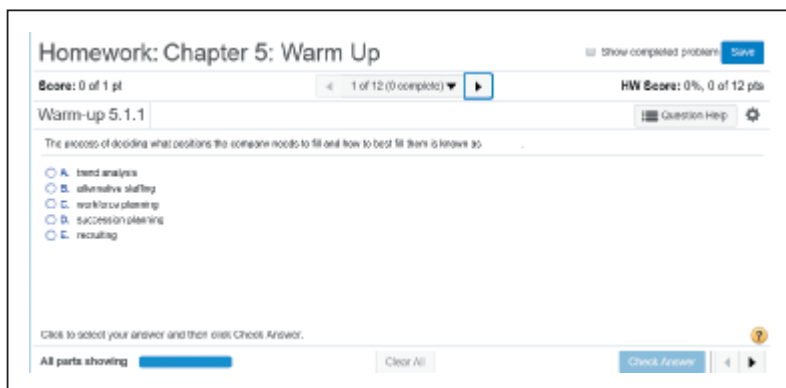 Homework: Chapter 5: Warm Up
Show completed problem Save
Score: 0 of 1 pt 1 of 12 (0 complete) HW Score: 0%, 0 of 12 pts
Warm-up 5.1.1 Question Help
The process of deciding what positions the company needs to fill and how to best fill them is known as .
A. trend analysis
B. alternative staffing
C. workforce planning
D. succession planning
E. recruiting
Click to select your answer and then click Check Answer.
?
All parts showing Clear All Check Answer